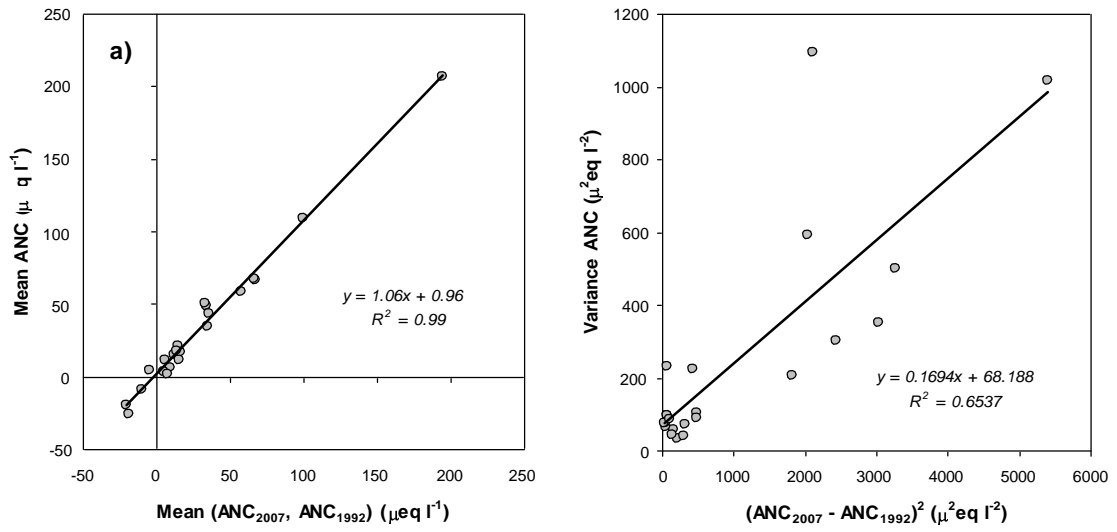 a)
250
200
150
100
50
0
-50
-50 0 50 100 150 200 250
Mean ANC (μ q l⁻¹)
y = 1.06x + 0.96
R² = 0.99
Mean (ANC₂₀₀₇, ANC₁₉₉₂) (μeq l⁻¹)
1200
1000
800
600
400
200
0
0 1000 2000 3000 4000 5000 6000
Variance ANC (μ²eq l⁻²)
y = 0.1694x + 68.188
R² = 0.6537
(ANC₂₀₀₇ - ANC₁₉₉₂)² (μ²eq l⁻²)